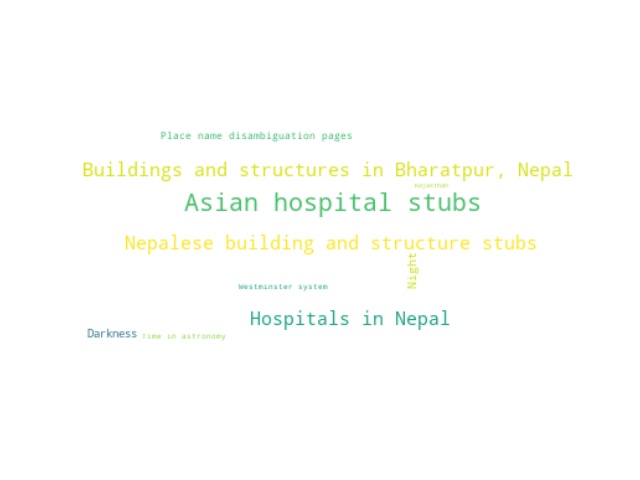 Place name disambiguation pages
Buildings and structures in Bharatpur, Nepal
Asian hospital stubs
Nepalese building and structure stubs
Night
Westminster system
Hospitals in Nepal
Darkness
Time in astronomy